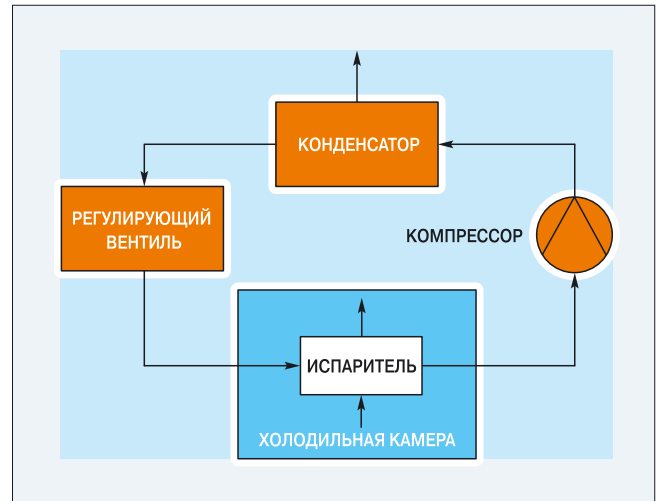 КОНДЕНСАТОР
РЕГУЛИРУЮЩИЙ
ВЕНТИЛЬ
КОМПРЕССОР
ИСПАРИТЕЛЬ
ХОЛОДИЛЬНАЯ КАМЕРА